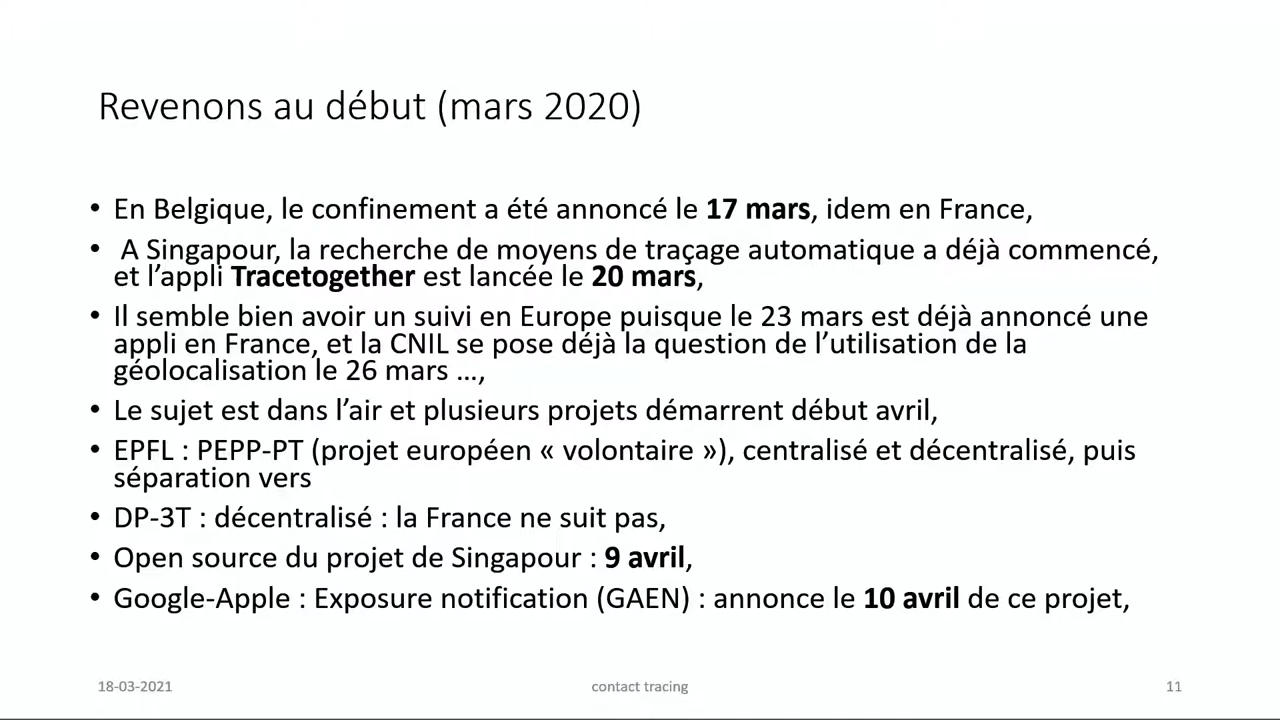 Revenons au début (mars 2020)
• En Belgique, le confinement a été annoncé le 17 mars, idem en France,
• A Singapour, la recherche de moyens de traçage automatique a déjà commencé,
et l’appli Tracetogether est lancée le 20 mars,
• Il semble bien avoir un suivi en Europe puisque le 23 mars est déjà annoncé une
appli en France, et la CNIL se pose déjà la question de l’utilisation de la
géolocalisation le 26 mars …,
• Le sujet est dans l’air et plusieurs projets démarrent début avril,
• EPFL : PEPP-PT (projet européen « volontaire »), centralisé et décentralisé, puis
séparation vers
• DP-3T : décentralisé : la France ne suit pas,
• Open source du projet de Singapour : 9 avril,
• Google-Apple : Exposure notification (GAEN) : annonce le 10 avril de ce projet,
18-03-2021 contact tracing 11